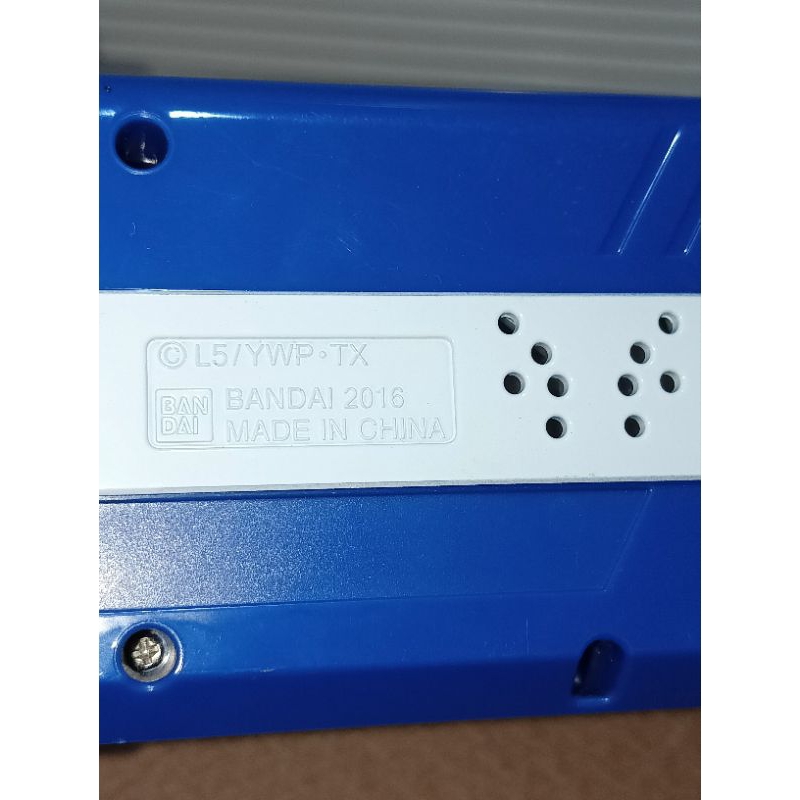 © L5/YWP・TX
BAN
DAI
BANDAI 2016
MADE IN CHINA